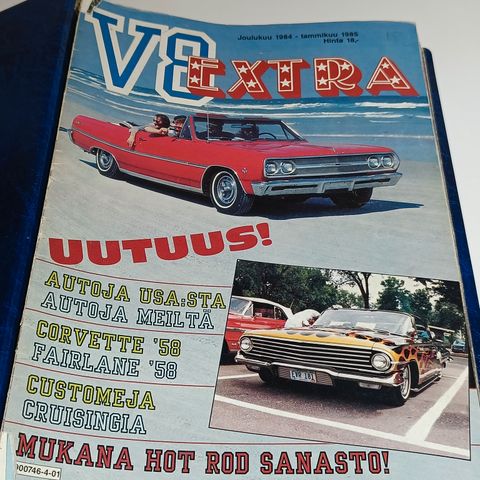 V8 EXTRA
Joulukuu 1984 - tammikuu 1985
Hinta 18,-
UUTUUS!
AUTOJA USA:STA
AUTOJA MEILTÄ
CORVETTE '58
FAIRLANE '58
CUSTOMEJA
CRUISINGIA
MUKANA HOT ROD SANASTO!
900746-4-01